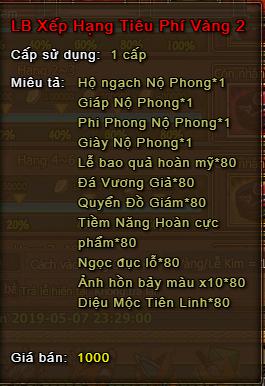 LB Xếp Hạng Tiêu Phí Vàng 2
Cấp sử dụng: 1 cấp
Miêu tả: Hộ ngạch Nộ Phong*1
Giáp Nộ Phong*1
Phi Phong Nộ Phong*1
Giày Nộ Phong*1
Lễ bao quả hoàn mỹ*80
Đá Vương Giả*80
Quyển Đồ Giám*80
Tiềm Năng Hoàn cực
phẩm*80
Ngọc đục lỗ*80
Ảnh hồn bảy màu x10*80
Diệu Mộc Tiên Linh*80
2019-05-07 23:29:00
Giá bán: 1000